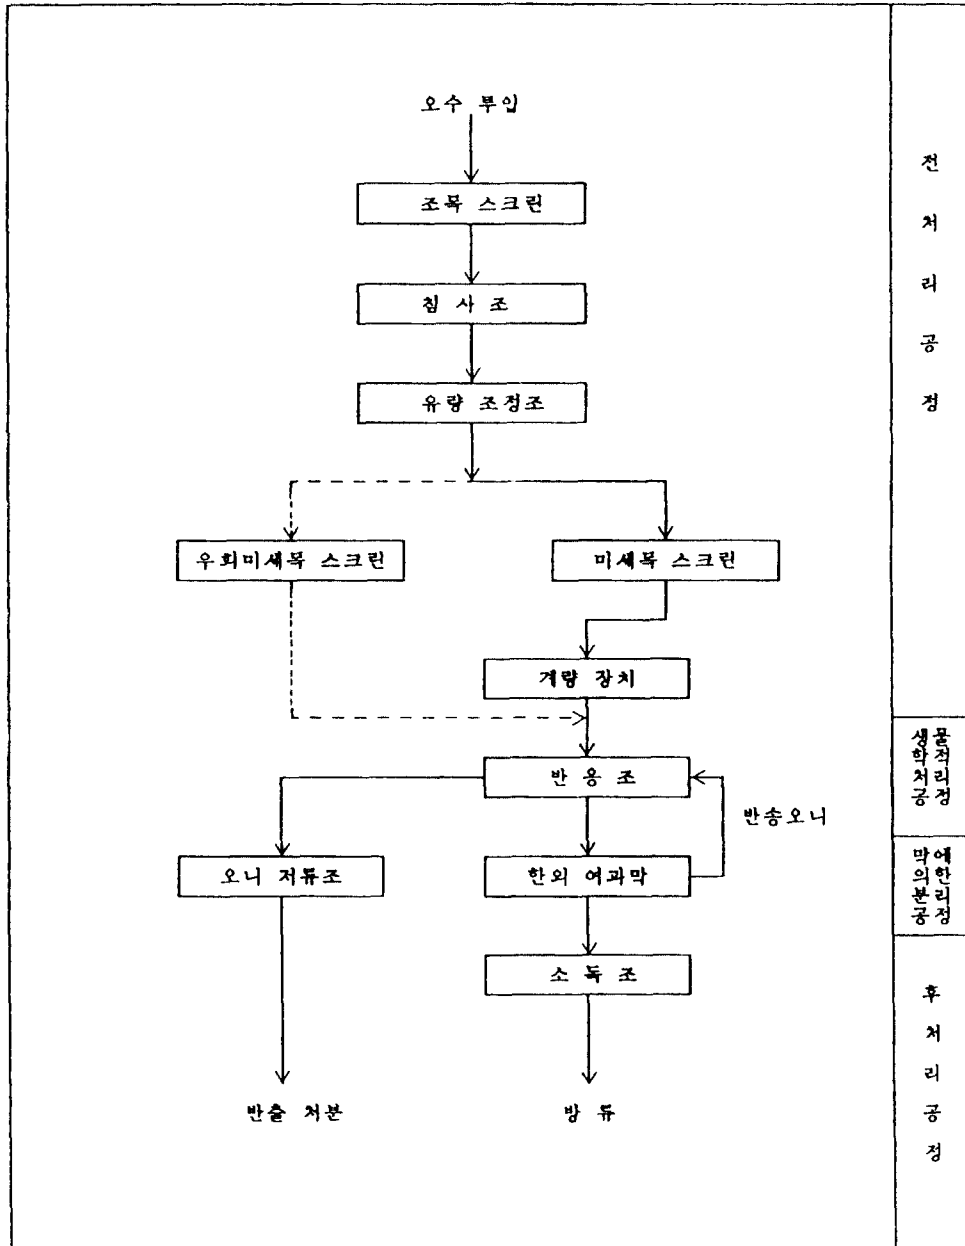 오수 부입
조목 스크린
침 사 조
유량 조정조
우회미세목 스크린
미세목 스크린
계량 장치
반 응 조
반송오니
오니 저류조
한외 여과막
소 독 조
반출 처분
방 류
전
처
리
공
정
생물
학적
처리
공정
막에
의한
분리
공정
후
처
리
공
정